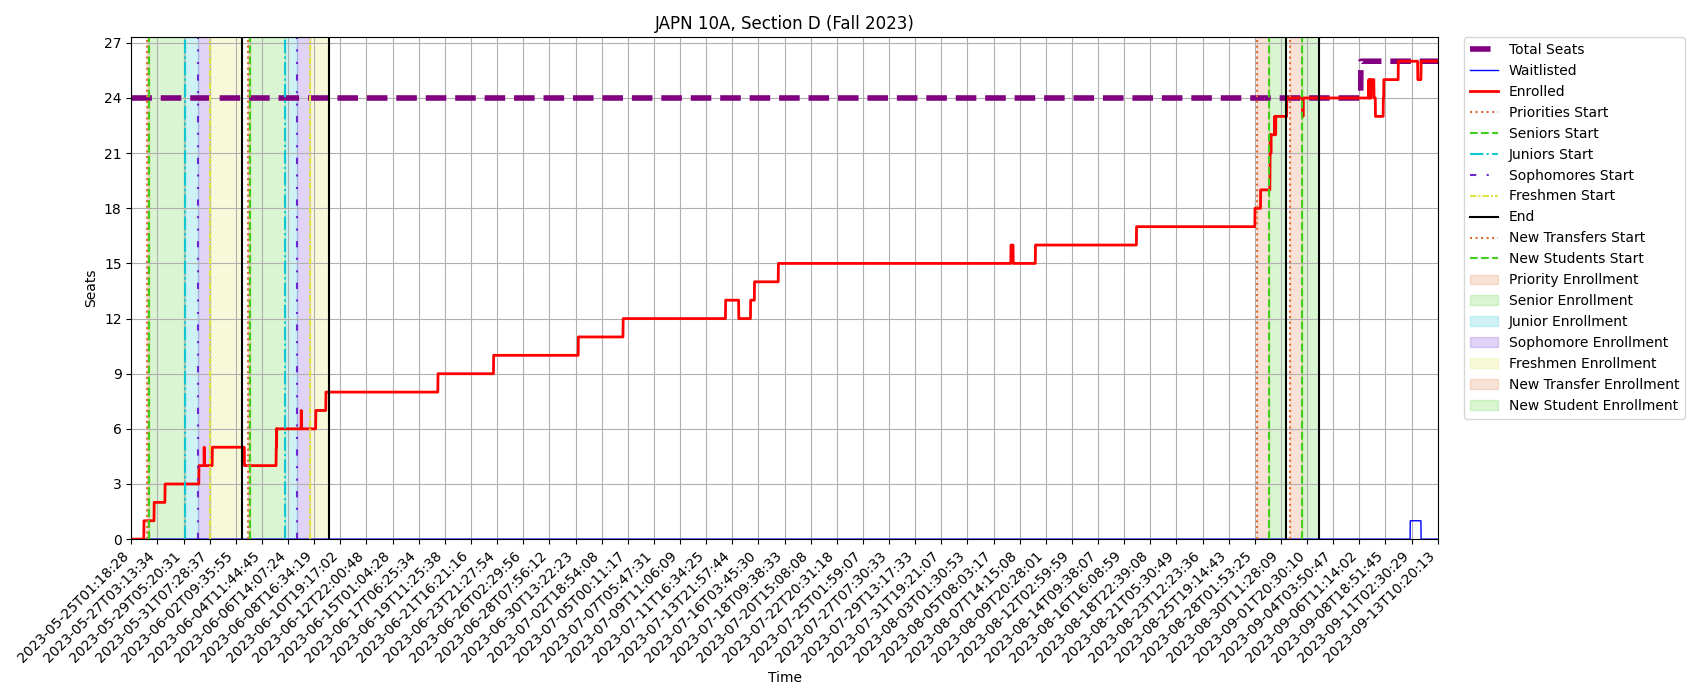 JAPN 10A, Section D (Fall 2023)
27
24
21
18
15
12
9
6
3
0
Seats
2023-05-25T01:18:28
2023-05-27T03:13:34
2023-05-29T05:20:31
2023-05-31T07:28:37
2023-06-02T09:35:55
2023-06-04T11:44:45
2023-06-06T14:07:24
2023-06-08T16:34:19
2023-06-10T19:17:02
2023-06-12T22:00:48
2023-06-15T01:04:28
2023-06-17T06:25:34
2023-06-19T11:25:38
2023-06-21T16:21:16
2023-06-23T21:27:54
2023-06-26T02:29:56
2023-06-28T07:56:12
2023-06-30T13:22:23
2023-07-02T18:54:08
2023-07-05T00:11:17
2023-07-07T05:47:31
2023-07-09T11:06:09
2023-07-11T16:34:25
2023-07-13T21:57:44
2023-07-16T03:45:30
2023-07-18T09:38:33
2023-07-20T15:08:08
2023-07-22T20:31:18
2023-07-25T01:59:07
2023-07-27T07:30:33
2023-07-29T13:17:33
2023-07-31T19:21:07
2023-08-03T01:30:53
2023-08-05T08:03:17
2023-08-07T14:15:08
2023-08-09T20:28:01
2023-08-12T02:59:59
2023-08-14T09:38:07
2023-08-16T16:08:59
2023-08-18T22:39:08
2023-08-21T05:30:49
2023-08-23T12:23:36
2023-08-25T19:14:43
2023-08-28T01:53:25
2023-08-30T11:28:09
2023-09-01T20:30:10
2023-09-04T03:50:47
2023-09-06T11:14:02
2023-09-08T18:51:45
2023-09-11T02:30:29
2023-09-13T10:20:13
Time
Total Seats
Waitlisted
Enrolled
Priorities Start
Seniors Start
Juniors Start
Sophomores Start
Freshmen Start
End
New Transfers Start
New Students Start
Priority Enrollment
Senior Enrollment
Junior Enrollment
Sophomore Enrollment
Freshmen Enrollment
New Transfer Enrollment
New Student Enrollment